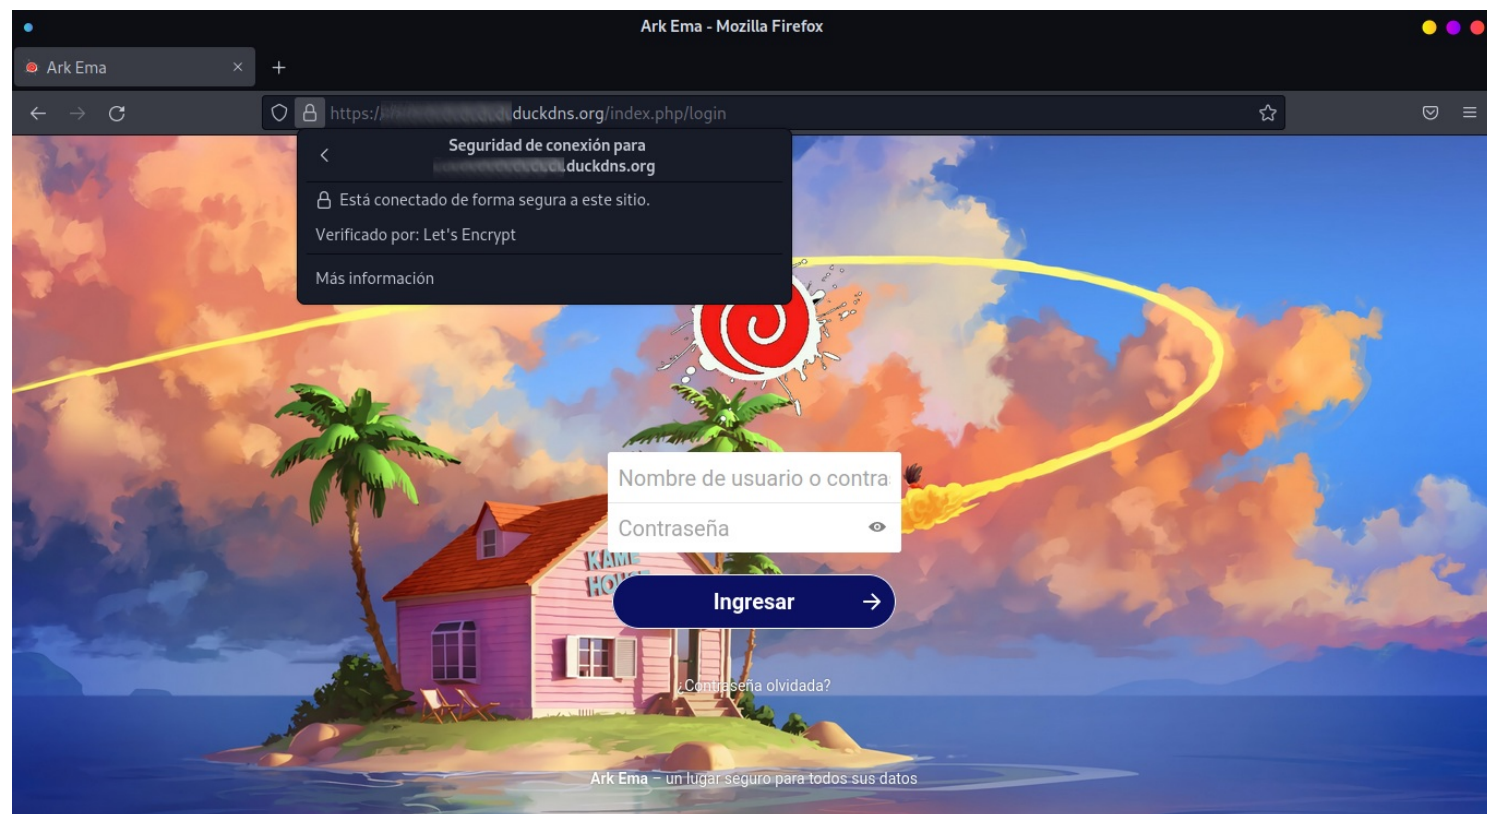 Ark Ema - Mozilla Firefox
Ark Ema
https:/ duckdns.org/index.php/login
Seguridad de conexión para
.duckdns.org
Está conectado de forma segura a este sitio.
Verificado por: Let's Encrypt
Más información
Nombre de usuario o contra
Contraseña
KAME
Ingresar
¿Contraseña olvidada?
Ark Ema – un lugar seguro para todos sus datos